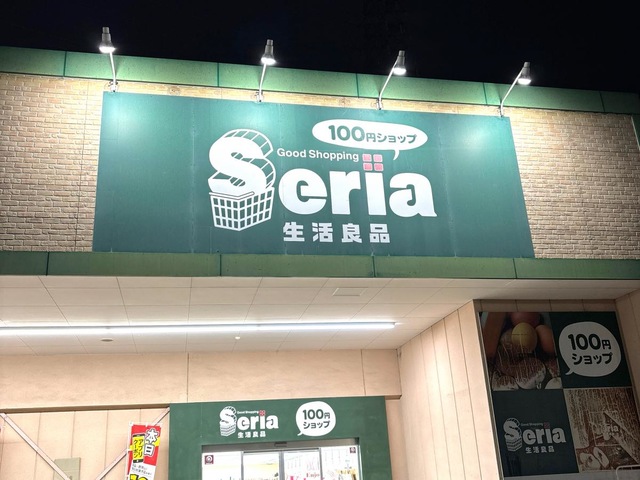 100円ショップ
Good Shopping
Seria
生活良品
100円
ショップ
Good Shopping
Seria
生活良品
100円
ショップ
Seria
生活良品
本日